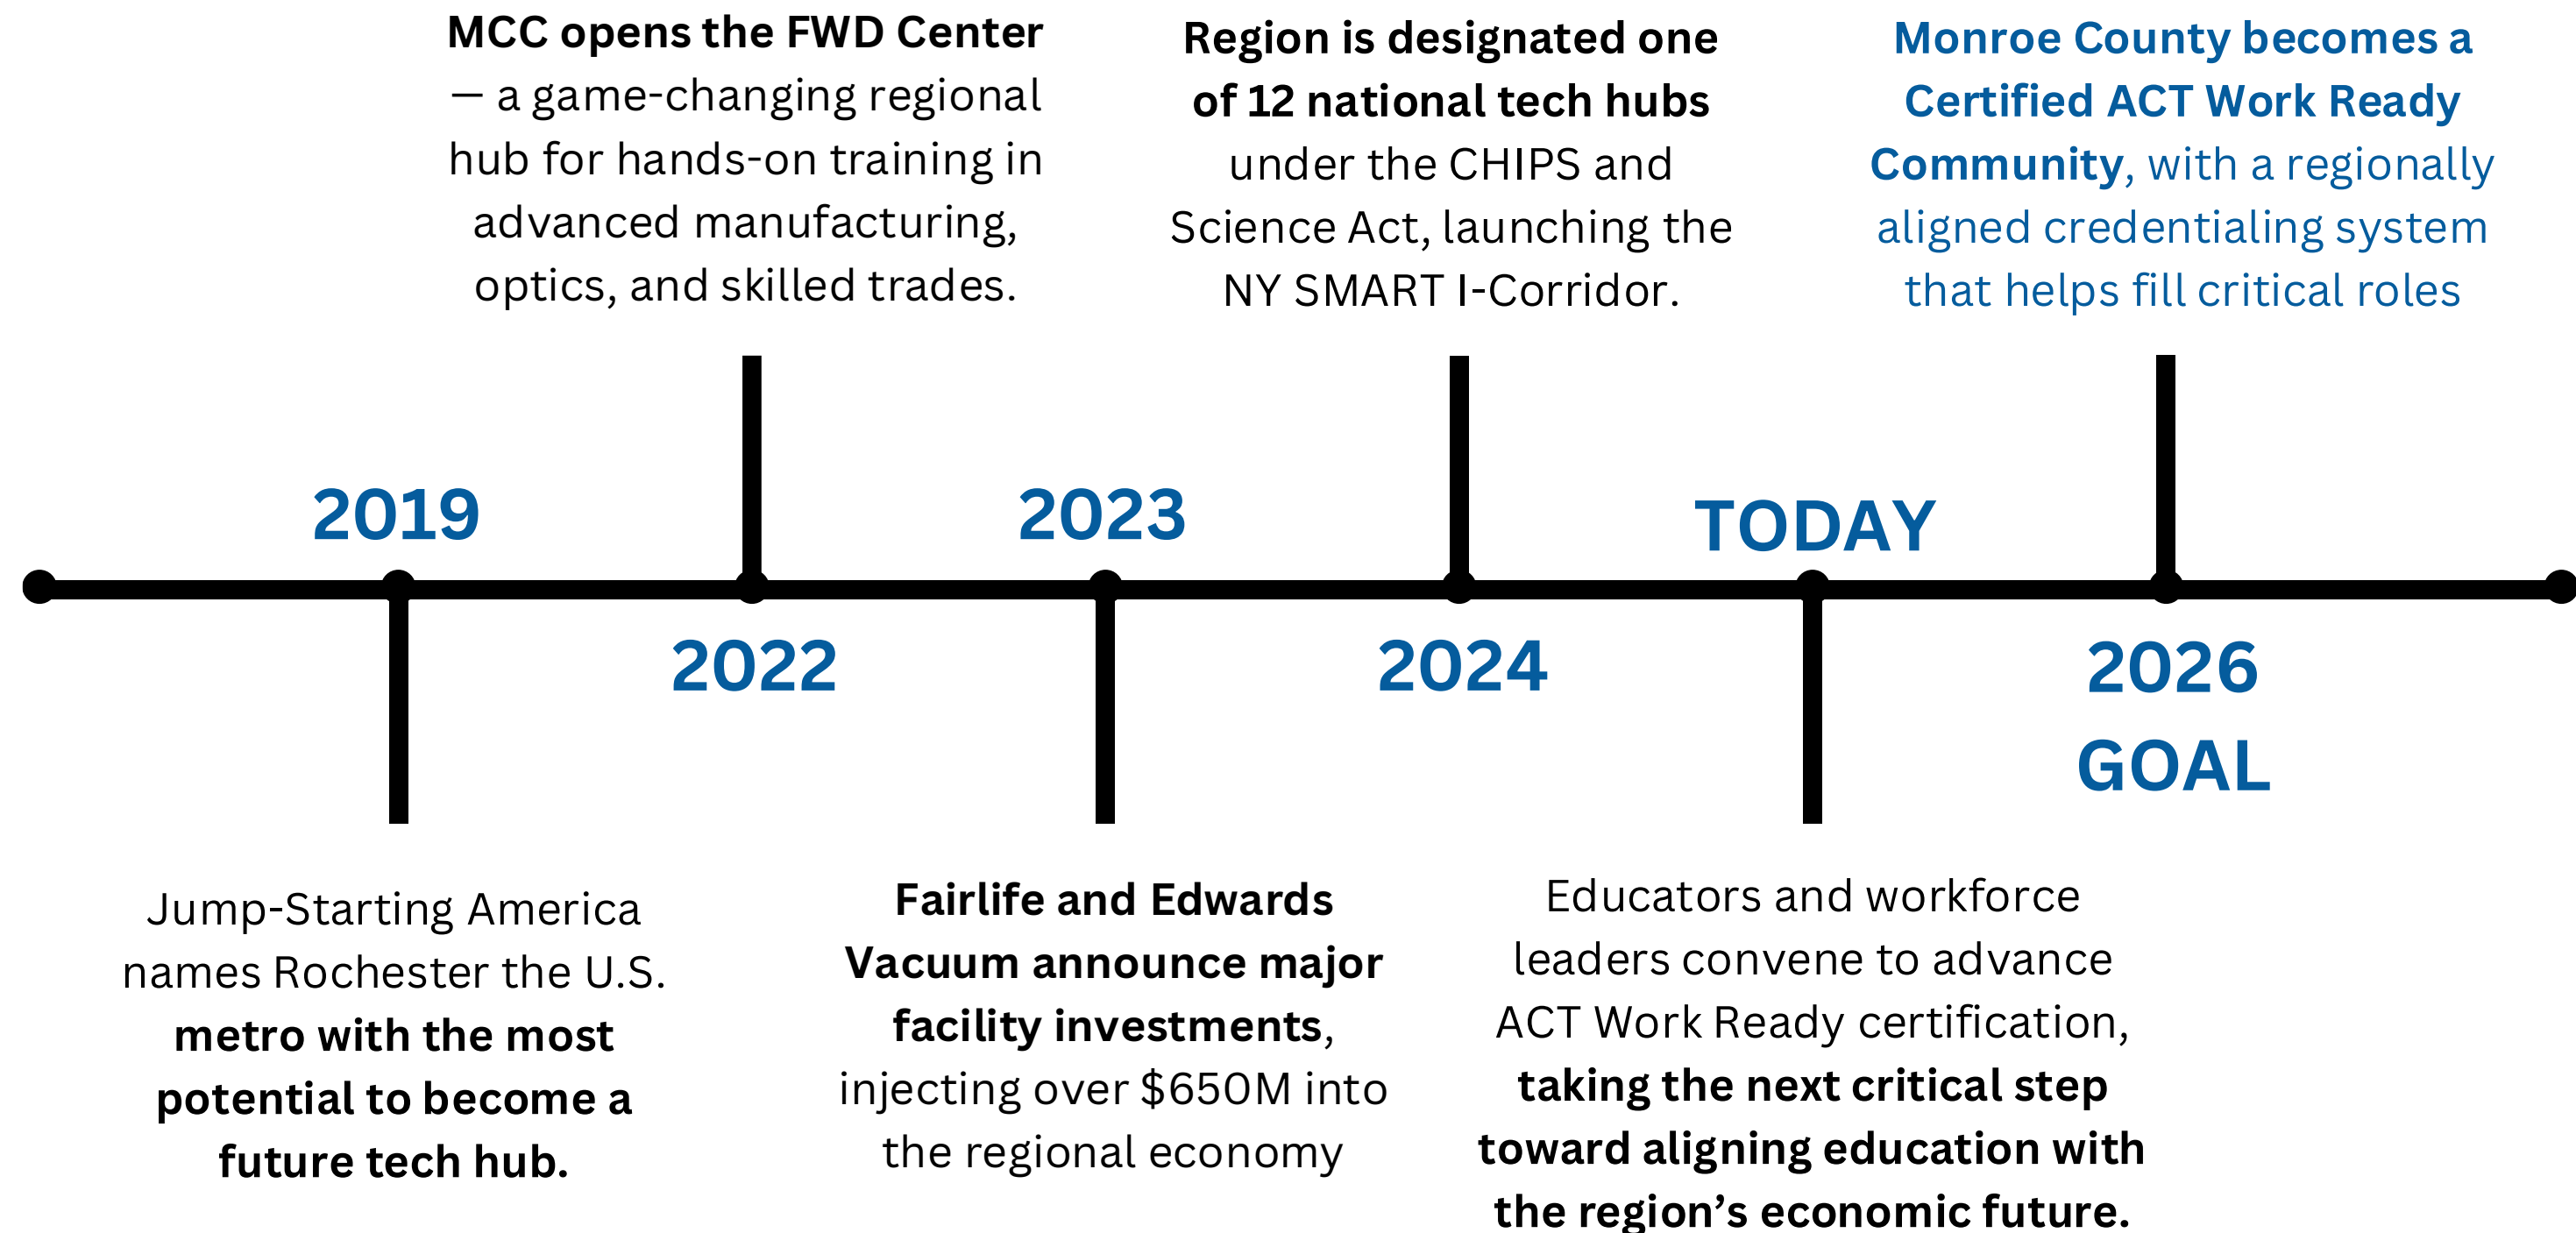 MCC opens the FWD Center
— a game-changing regional
hub for hands-on training in
advanced manufacturing,
optics, and skilled trades.
Region is designated one
of 12 national tech hubs
under the CHIPS and
Science Act, launching the
NY SMART I-Corridor.
Monroe County becomes a
Certified ACT Work Ready
Community, with a regionally
aligned credentialing system
that helps fill critical roles
2019
2023
TODAY
2022
2024
2026
GOAL
Jump-Starting America
names Rochester the U.S.
metro with the most
potential to become a
future tech hub.
Fairlife and Edwards
Vacuum announce major
facility investments,
injecting over $650M into
the regional economy
Educators and workforce
leaders convene to advance
ACT Work Ready certification,
taking the next critical step
toward aligning education with
the region’s economic future.